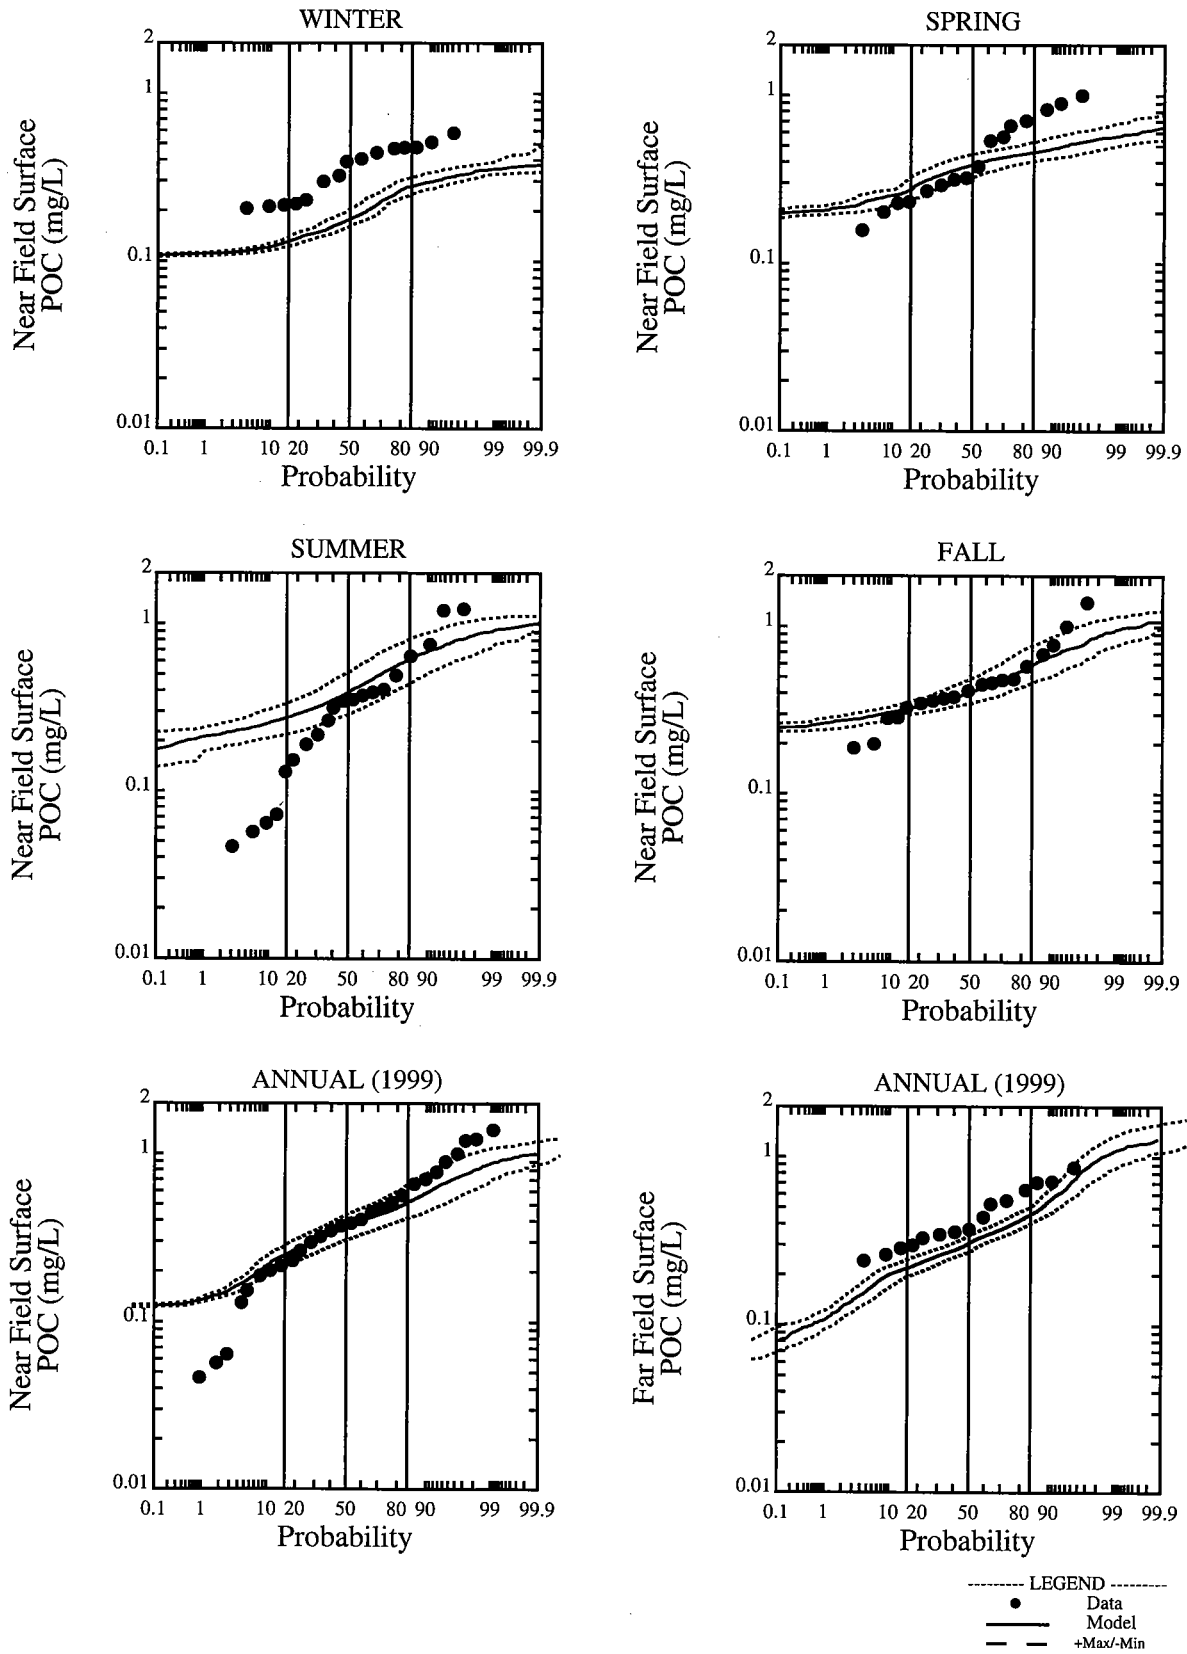 WINTER
2
1
0.1
0.01
Near Field Surface
POC (mg/L)
0.1 1 10 20 50 80 90 99 99.9
Probability
SPRING
2
1
0.1
0.01
Near Field Surface
POC (mg/L)
0.1 1 10 20 50 80 90 99 99.9
Probability
SUMMER
2
1
0.1
0.01
Near Field Surface
POC (mg/L)
0.1 1 10 20 50 80 90 99 99.9
Probability
FALL
2
1
0.1
0.01
Near Field Surface
POC (mg/L)
0.1 1 10 20 50 80 90 99 99.9
Probability
ANNUAL (1999)
2
1
0.1
0.01
Near Field Surface
POC (mg/L)
0.1 1 10 20 50 80 90 99 99.9
Probability
ANNUAL (1999)
2
1
0.1
0.01
Far Field Surface
POC (mg/L)
0.1 1 10 20 50 80 90 99 99.9
Probability
LEGEND
Data
Model
+Max/-Min